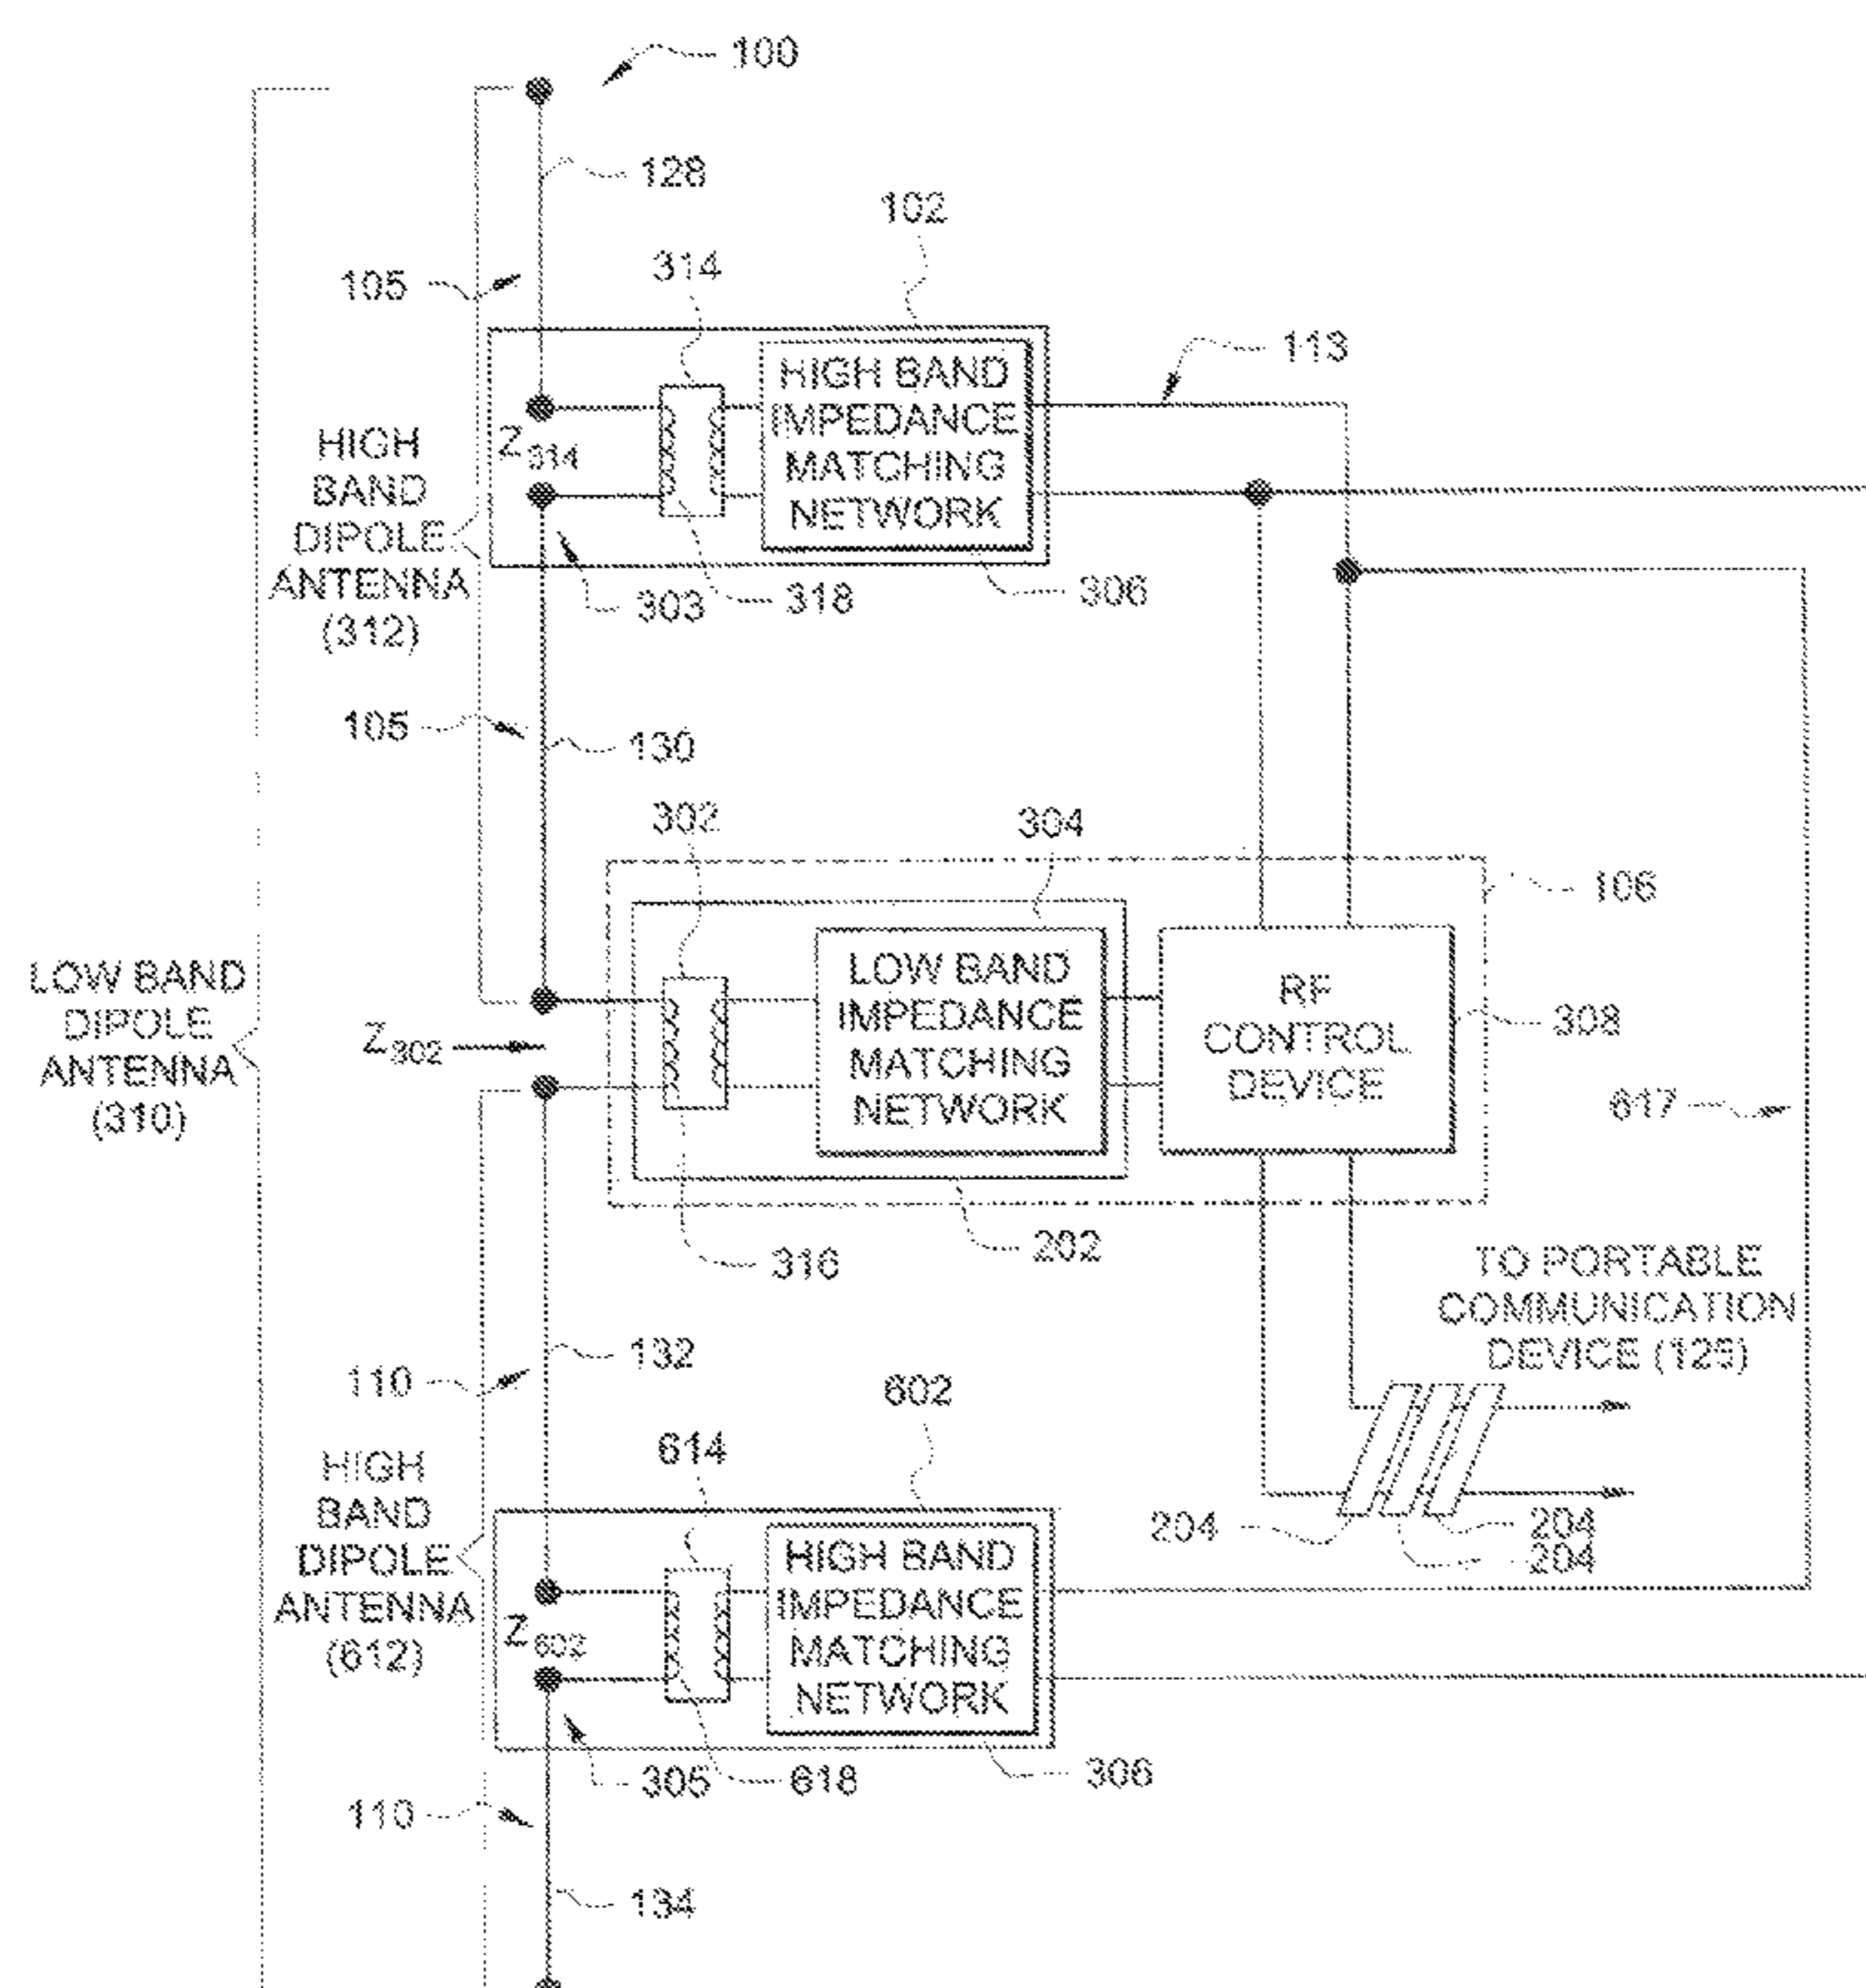 100
128
102
105
314
113
HIGH BAND
IMPEDANCE
MATCHING
NETWORK
Z314
HIGH
BAND
DIPOLE
ANTENNA
(312)
303
318
306
105
130
302
304
106
LOW BAND
DIPOLE
ANTENNA
(310)
Z302
LOW BAND
IMPEDANCE
MATCHING
NETWORK
RF
CONTROL
DEVICE
308
617
316
202
TO PORTABLE
COMMUNICATION
DEVICE (125)
132
110
602
614
204
204
204
HIGH
BAND
DIPOLE
ANTENNA
(612)
HIGH BAND
IMPEDANCE
MATCHING
NETWORK
Z602
305
618
306
110
134